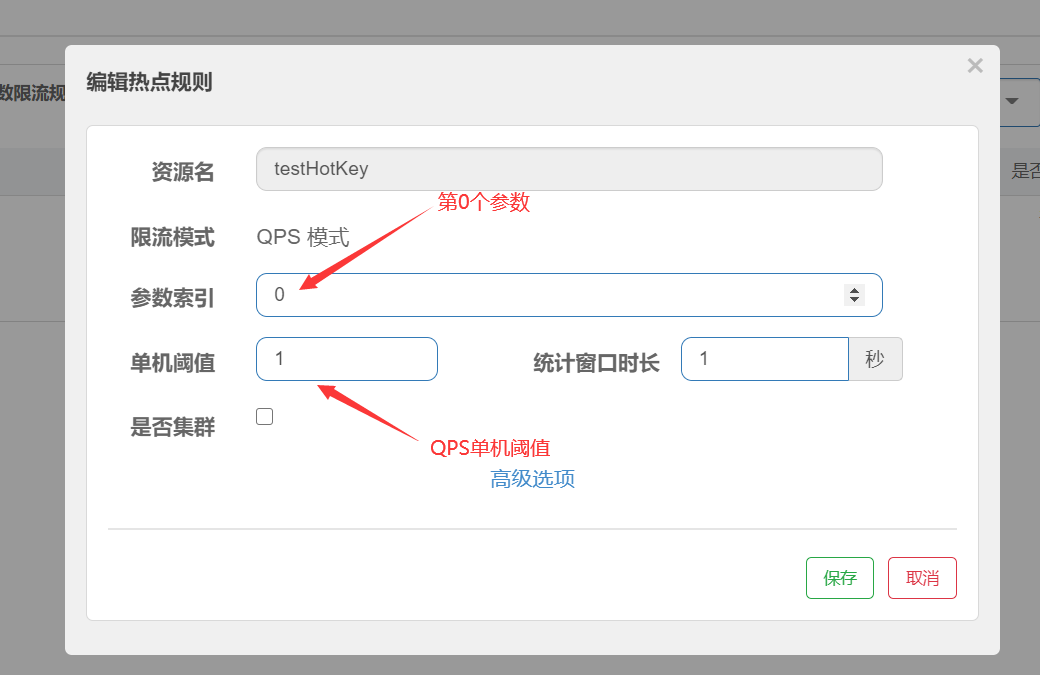 编辑热点规则
×
数限流规
是否
资源名 testHotKey
第0个参数
限流模式 QPS 模式
参数索引 0
单机阈值 1 统计窗口时长 1 秒
是否集群
QPS单机阈值
高级选项
保存 取消